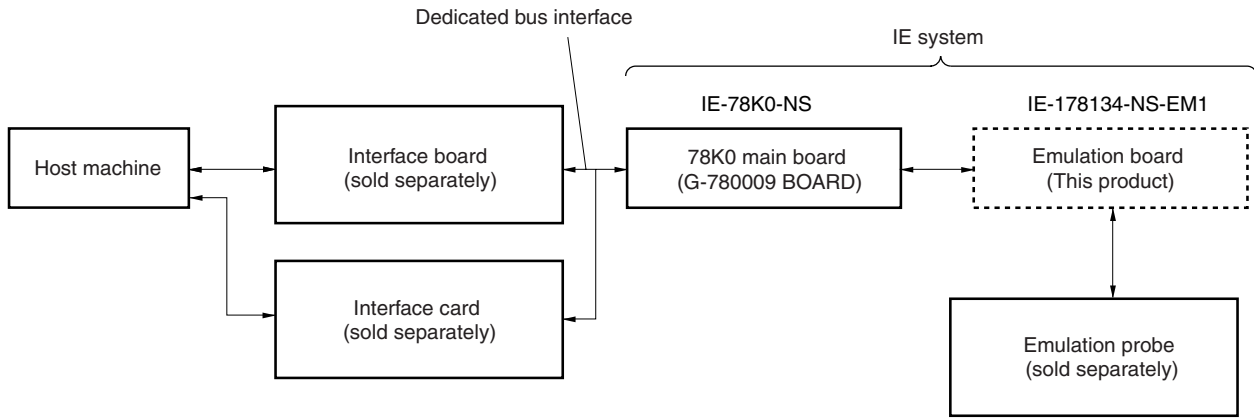 Dedicated bus interface
IE system
IE-78K0-NS
IE-178134-NS-EM1
Host machine
Interface board
(sold separately)
78K0 main board
(G-780009 BOARD)
Emulation board
(This product)
Interface card
(sold separately)
Emulation probe
(sold separately)